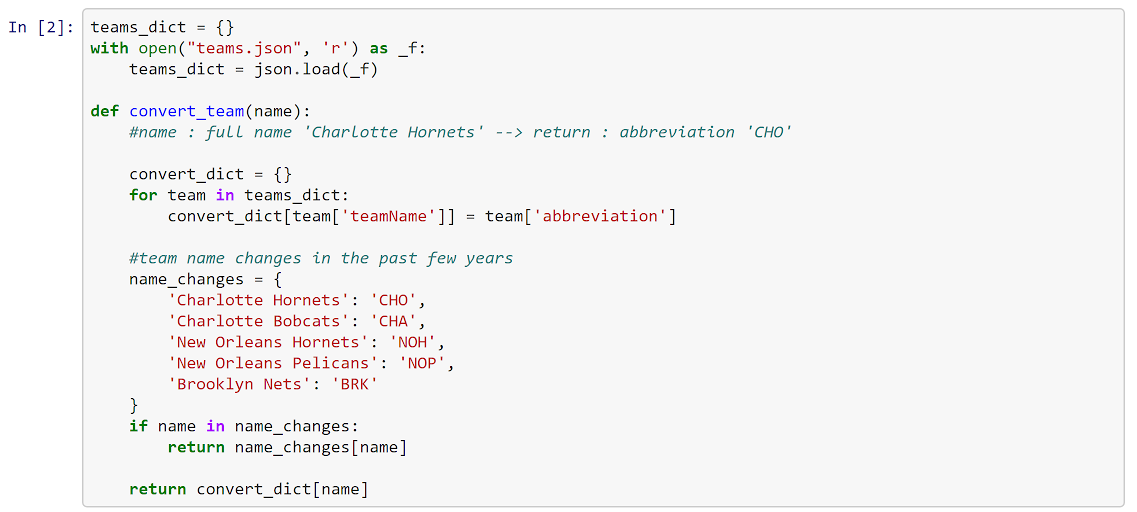 In [2]: teams_dict = {}
with open("teams.json", 'r') as _f:
    teams_dict = json.load(_f)

def convert_team(name):
    #name : full name 'Charlotte Hornets' --> return : abbreviation 'CHO'

    convert_dict = {}
    for team in teams_dict:
        convert_dict[team['teamName']] = team['abbreviation']

    #team name changes in the past few years
    name_changes = {
        'Charlotte Hornets': 'CHO',
        'Charlotte Bobcats': 'CHA',
        'New Orleans Hornets': 'NOH',
        'New Orleans Pelicans': 'NOP',
        'Brooklyn Nets': 'BRK'
    }
    if name in name_changes:
        return name_changes[name]

    return convert_dict[name]